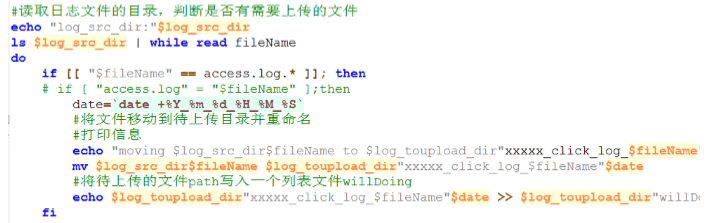 #读取日志文件的目录，判断是否有需要上传的文件
echo "log_src_dir:"$log_src_dir
ls $log_src_dir | while read fileName
do
    if [[ "$fileName" == access.log.* ]]; then
    # if [ "access.log" = "$fileName" ];then
        date=`date +%Y_%m_%d_%H_%M_%S`
        #将文件移动到待上传目录并重命名
        #打印信息
        echo "moving $log_src_dir$fileName to $log_toupload_dir"xxxxx_click_log_$fileName"
        mv $log_src_dir$fileName $log_toupload_dir"xxxxx_click_log_$fileName"$date
        #将待上传的文件path写入一个列表文件willDoing
        echo $log_toupload_dir"xxxxx_click_log_$fileName"$date >> $log_toupload_dir"willDo
    fi